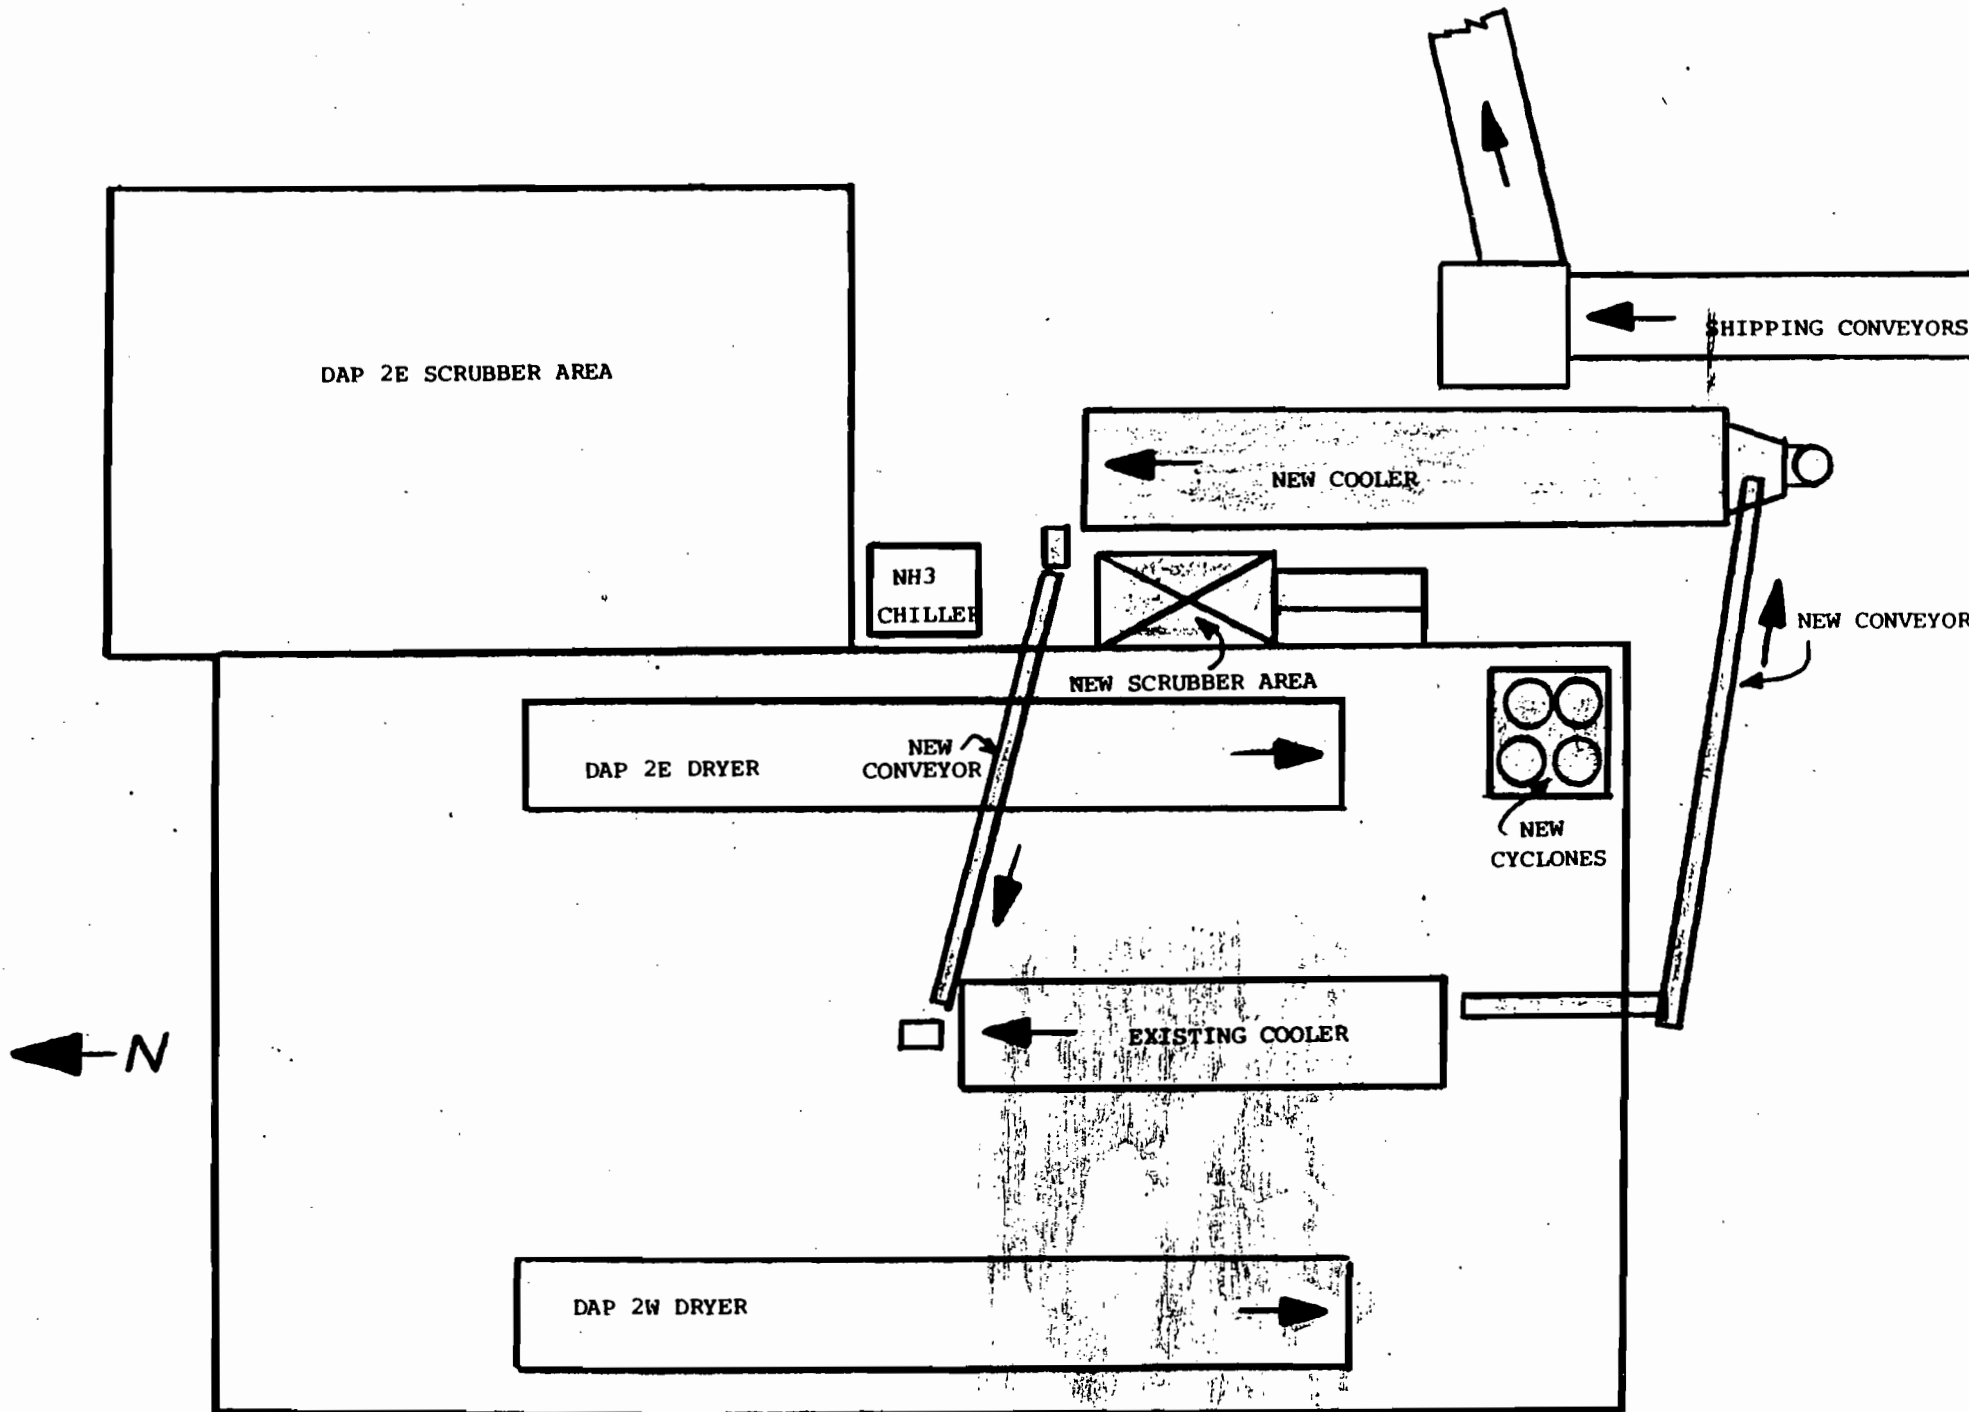 SHIPPING CONVEYORS
DAP 2E SCRUBBER AREA
NEW COOLER
NH3
CHILLER
NEW CONVEYOR
NEW SCRUBBER AREA
NEW
CONVEYOR
DAP 2E DRYER
NEW
CYCLONES
EXISTING COOLER
N
DAP 2W DRYER